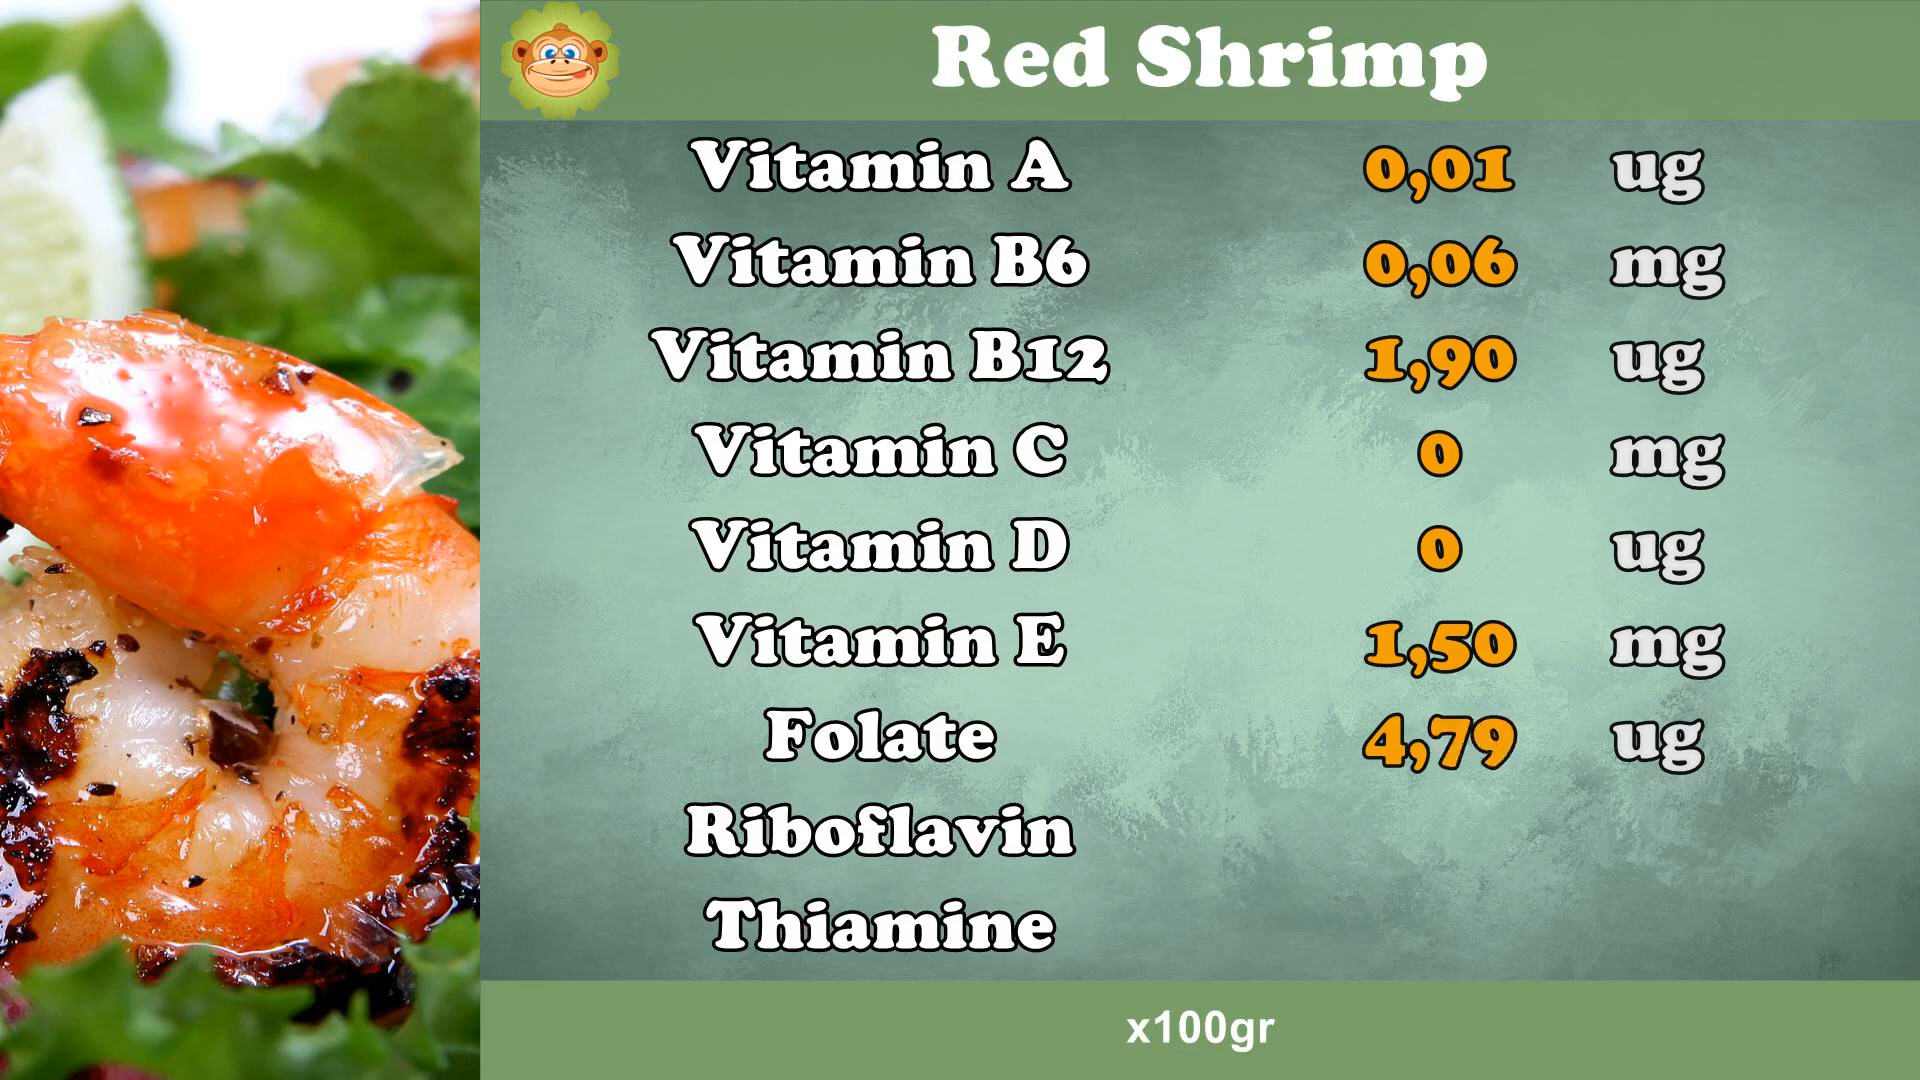 Red Shrimp
Vitamin A 0,01 ug
Vitamin B6 0,06 mg
Vitamin B12 1,90 ug
Vitamin C 0 mg
Vitamin D 0 ug
Vitamin E 1,50 mg
Folate 4,79 ug
Riboflavin
Thiamine
x100gr